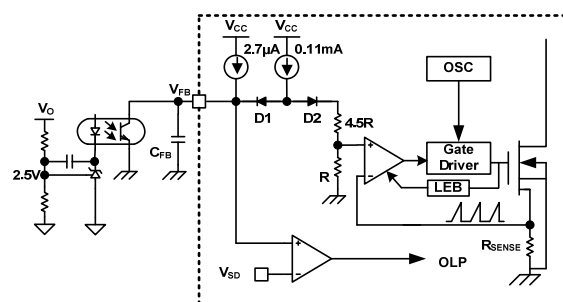 VCC VCC
2.7μA 0.11mA
OSC
VFB
VO
D1 D2
4.5R
CFB
R
Gate
Driver
2.5V
LEB
RSENSE
VSD
OLP
+
-
+
-